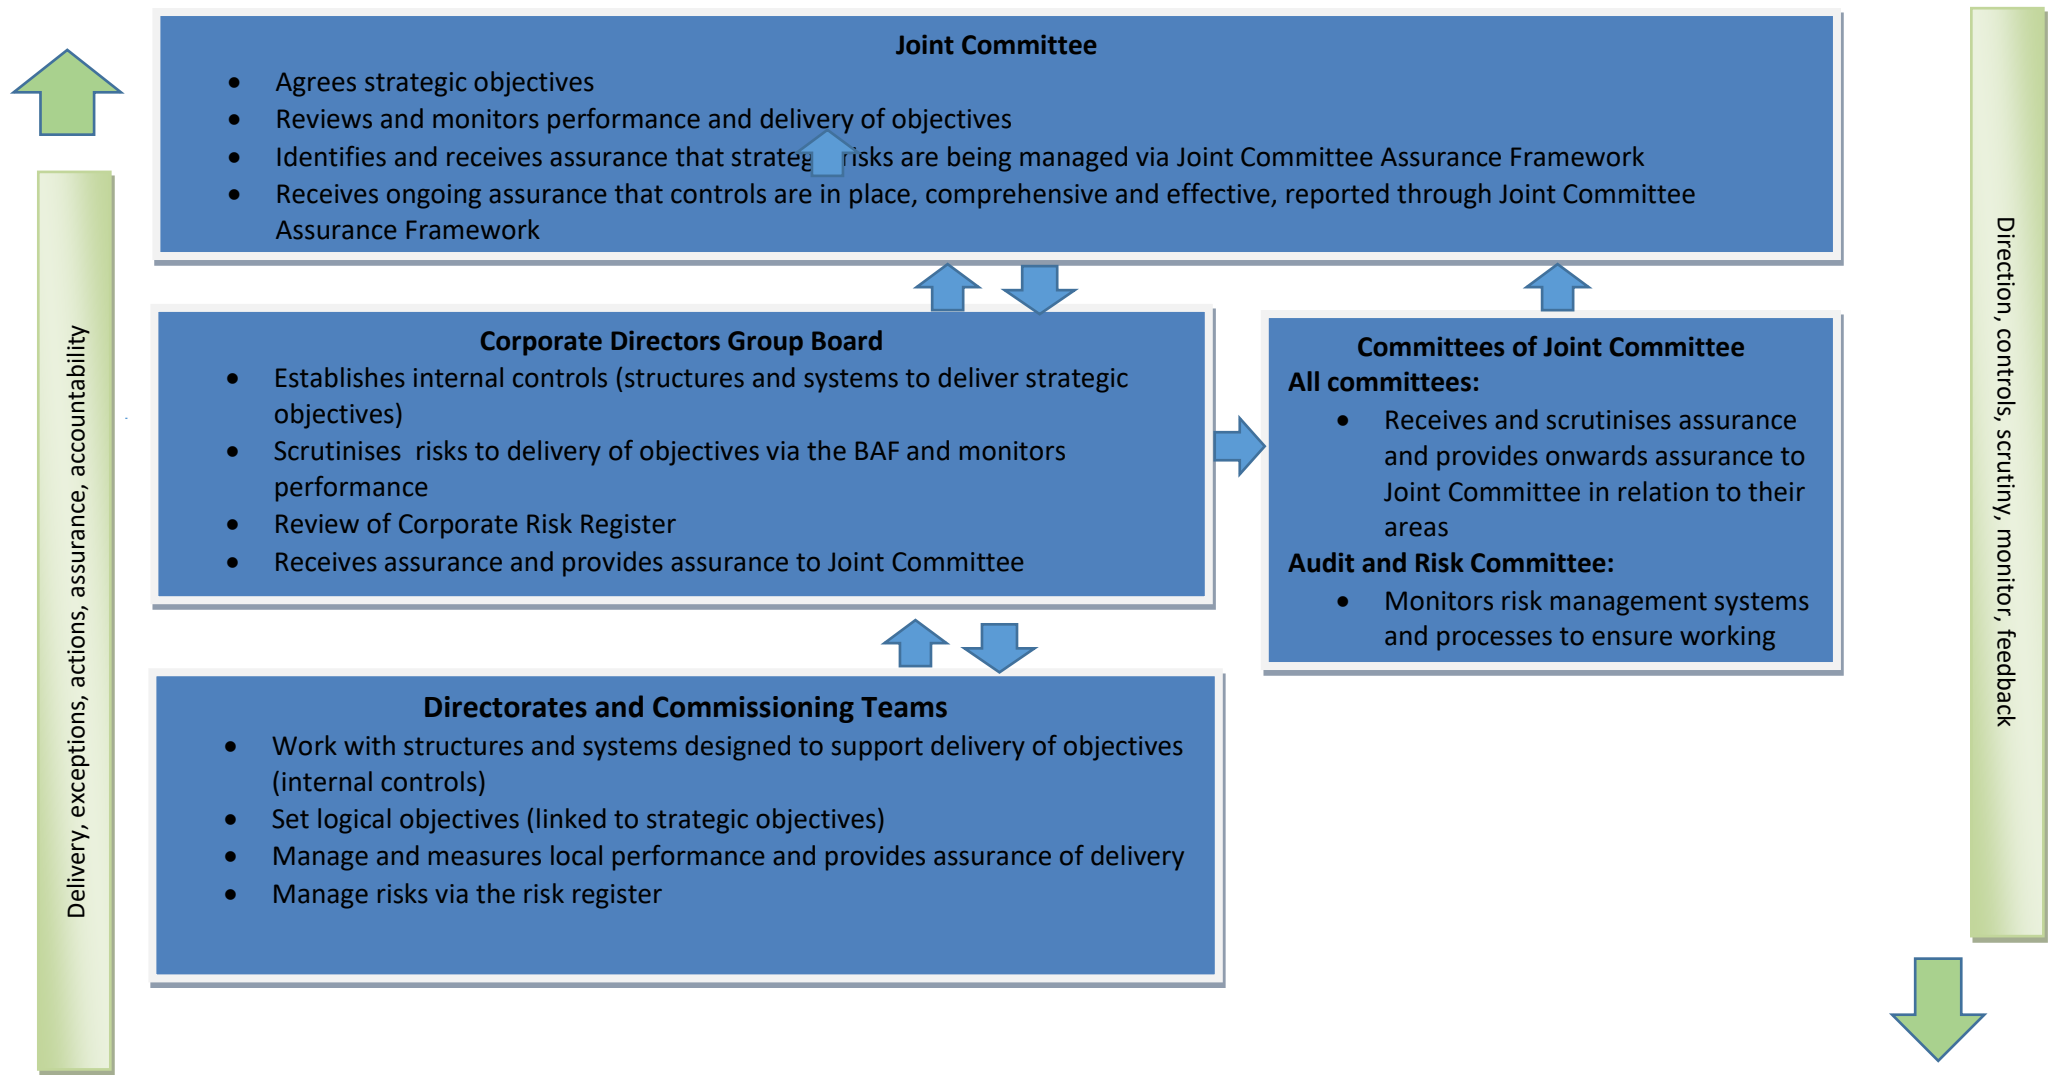 Joint Committee
• Agrees strategic objectives
• Reviews and monitors performance and delivery of objectives
• Identifies and receives assurance that strateg risks are being managed via Joint Committee Assurance Framework
• Receives ongoing assurance that controls are in place, comprehensive and effective, reported through Joint Committee
Assurance Framework
Delivery, exceptions, actions, assurance, accountability
Corporate Directors Group Board
• Establishes internal controls (structures and systems to deliver strategic
objectives)
• Scrutinises  risks to delivery of objectives via the BAF and monitors
performance
• Review of Corporate Risk Register
• Receives assurance and provides assurance to Joint Committee
Committees of Joint Committee
All committees:
• Receives and scrutinises assurance
and provides onwards assurance to
Joint Committee in relation to their
areas
Audit and Risk Committee:
• Monitors risk management systems
and processes to ensure working
Directorates and Commissioning Teams
• Work with structures and systems designed to support delivery of objectives
(internal controls)
• Set logical objectives (linked to strategic objectives)
• Manage and measures local performance and provides assurance of delivery
• Manage risks via the risk register
Direction, controls, scrutiny, monitor, feedback